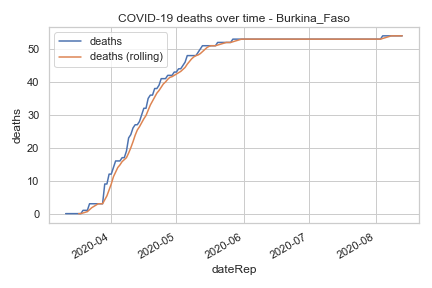 COVID-19 deaths over time - Burkina_Faso
deaths
deaths (rolling)
50
40
30
20
10
0
deaths
2020-04
2020-05
2020-06
2020-07
2020-08
dateRep